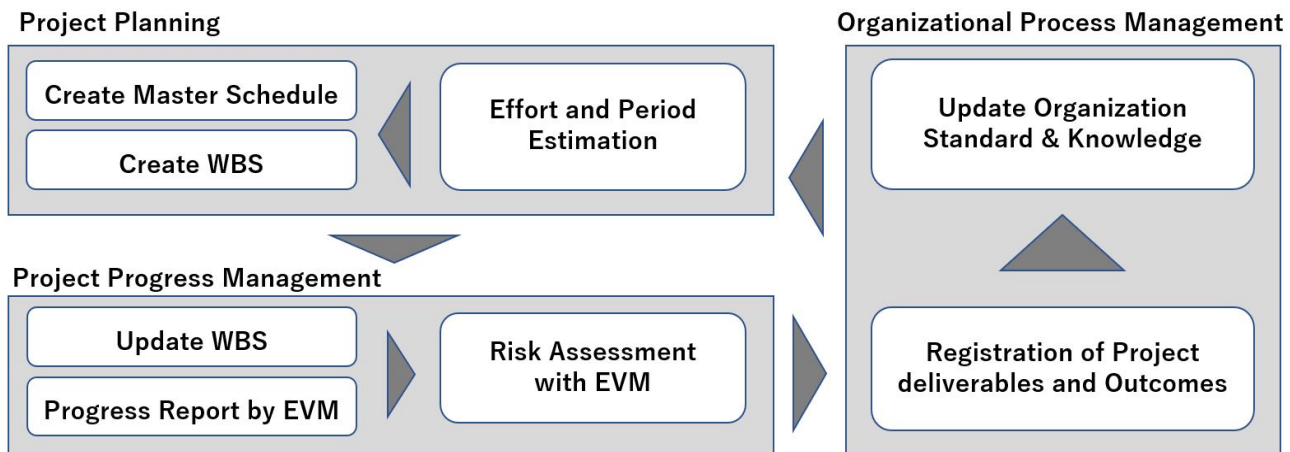 Project Planning
Create Master Schedule
Create WBS
Effort and Period
Estimation
Project Progress Management
Update WBS
Progress Report by EVM
Risk Assessment
with EVM
Organizational Process Management
Update Organization
Standard & Knowledge
Registration of Project
deliverables and Outcomes